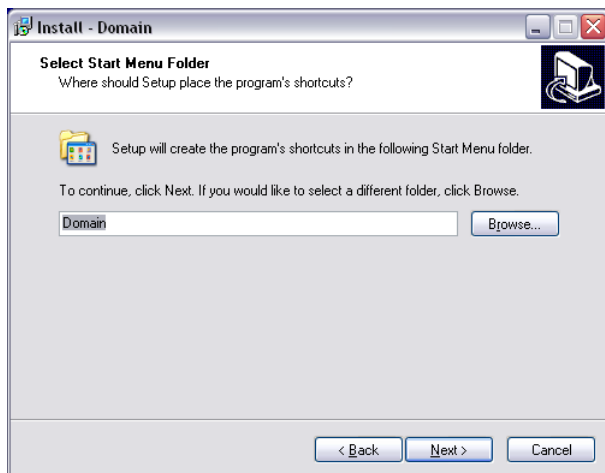 Install - Domain
Select Start Menu Folder
Where should Setup place the program's shortcuts?
Setup will create the program's shortcuts in the following Start Menu folder.
To continue, click Next. If you would like to select a different folder, click Browse.
Domain
Browse...
< Back
Next >
Cancel